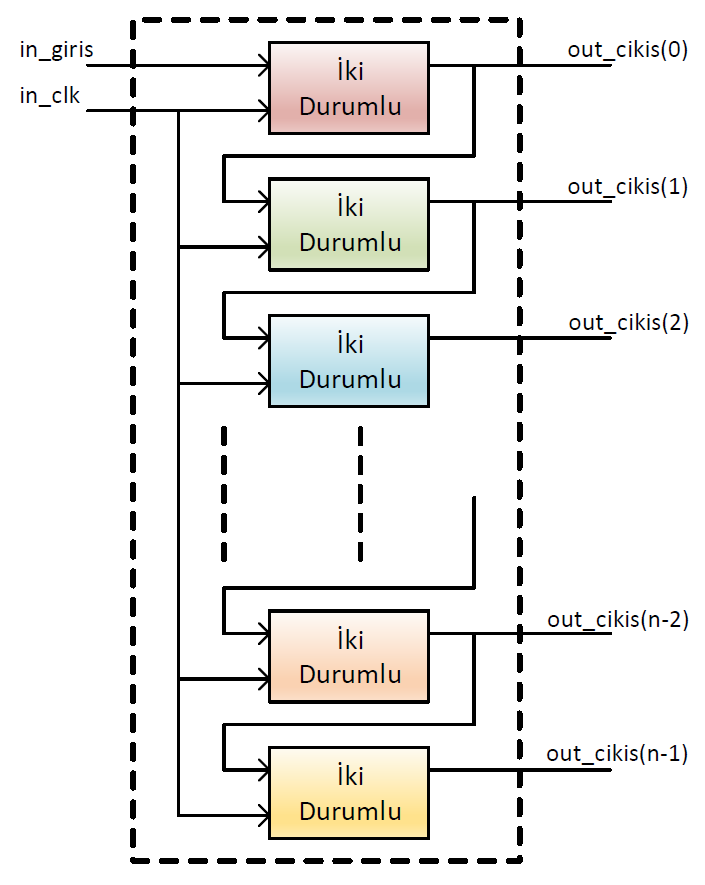 in_giris
in_clk
İki
Durumlu
out_cikis(0)
İki
Durumlu
out_cikis(1)
İki
Durumlu
out_cikis(2)
İki
Durumlu
out_cikis(n-2)
İki
Durumlu
out_cikis(n-1)